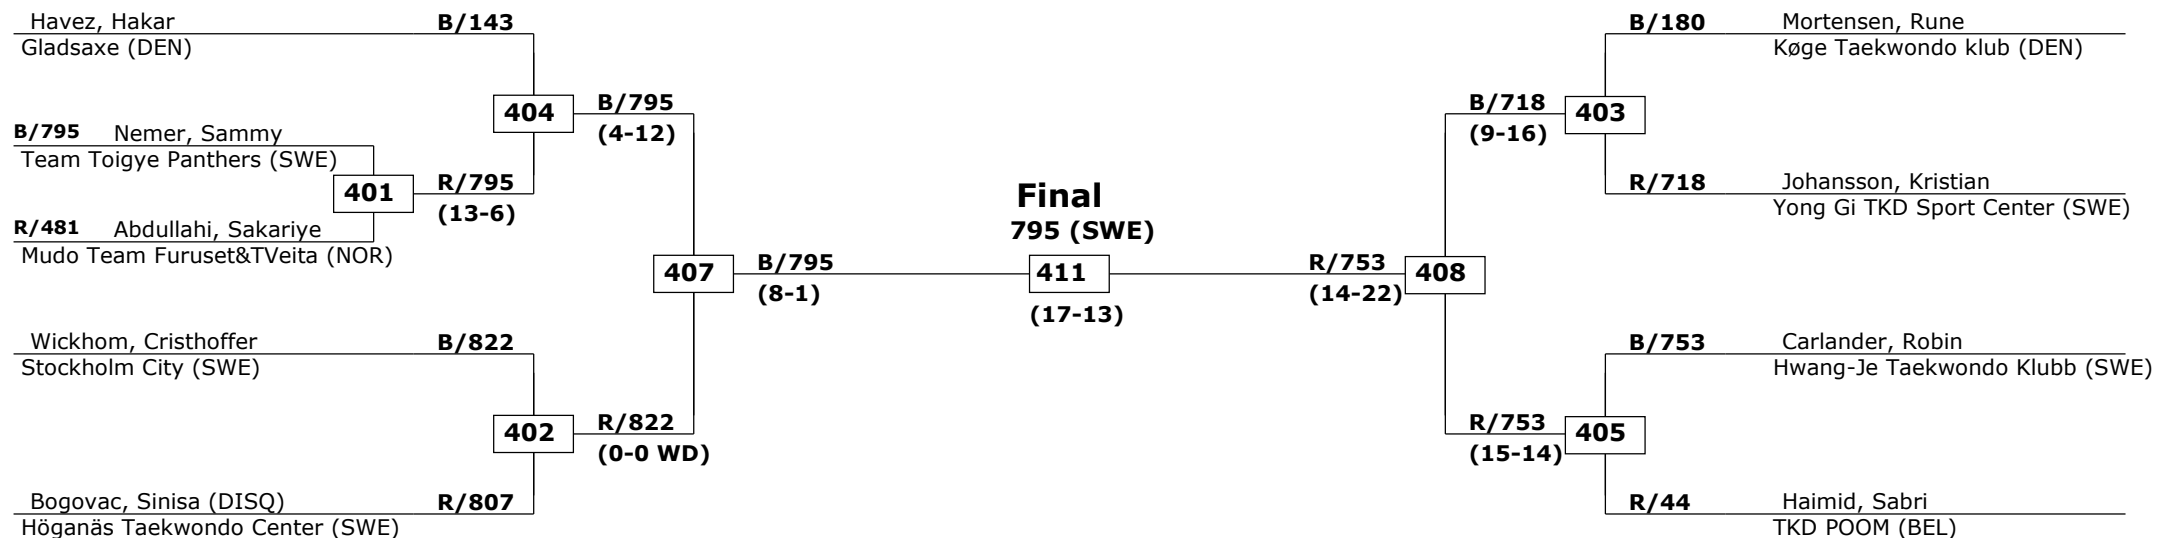 Havez, Hakar
B/143
Gladsaxe (DEN)
404
B/795
(4-12)
B/795 Nemer, Sammy
Team Toigye Panthers (SWE)
401
R/795
(13-6)
R/481 Abdullahi, Sakariye
Mudo Team Furuset&TVeita (NOR)
407
B/795
(8-1)
Wickhom, Cristhoffer
B/822
Stockholm City (SWE)
402
R/822
(0-0 WD)
Bogovac, Sinisa (DISQ)
R/807
Höganäs Taekwondo Center (SWE)
Final
795 (SWE)
411
(17-13)
B/180
Mortensen, Rune
Køge Taekwondo klub (DEN)
B/718
(9-16)
403
R/718
Johansson, Kristian
Yong Gi TKD Sport Center (SWE)
R/753
(14-22)
408
B/753
Carlander, Robin
Hwang-Je Taekwondo Klubb (SWE)
R/753
(15-14)
405
R/44
Haimid, Sabri
TKD POOM (BEL)